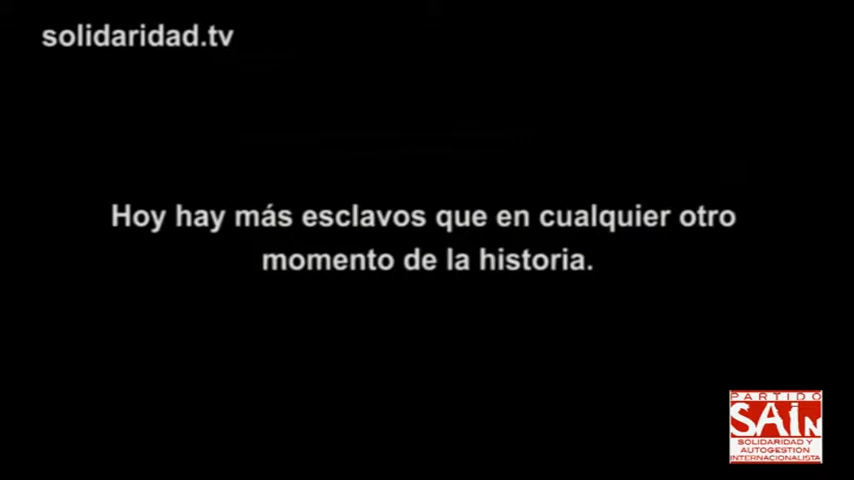 solidaridad.tv
Hoy hay más esclavos que en cualquier otro
momento de la historia.
PARTIDO
SAIn
SOLIDARIDAD Y
AUTOGESTION
INTERNACIONALISTA